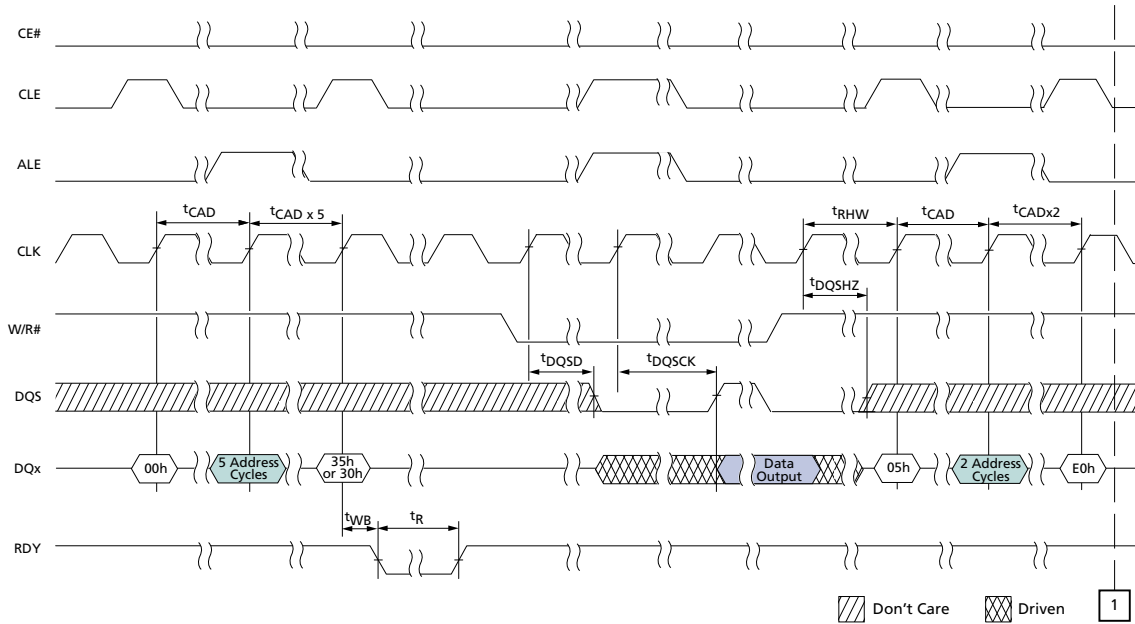 CE#
CLE
ALE
tCAD
tCAD x 5
tRHW
tCAD
tCADx2
CLK
tDQSHZ
W/R#
tDQSD
tDQSCK
DQS
DQx
00h
5 Address
Cycles
35h
or 30h
Data
Output
05h
2 Address
Cycles
E0h
tWB
tR
RDY
Don't Care
Driven
1